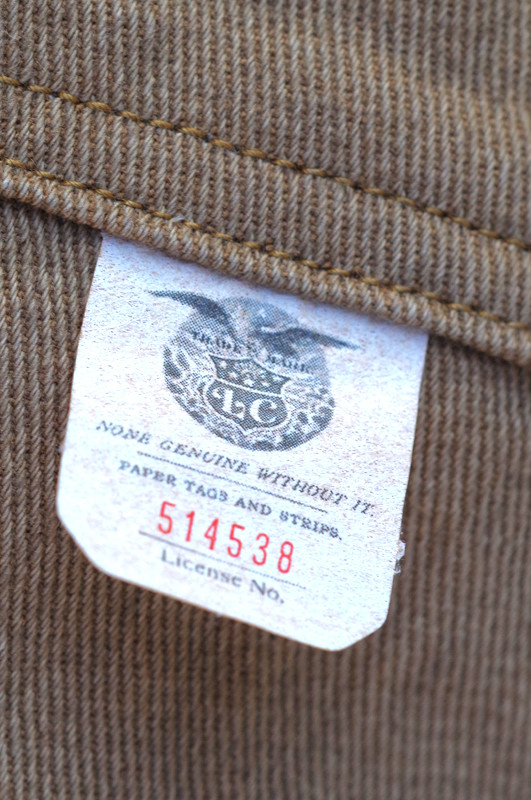 TRADE MARK
LC
NONE GENUINE WITHOUT IT.
PAPER TAGS AND STRIPS.
514538
License No.